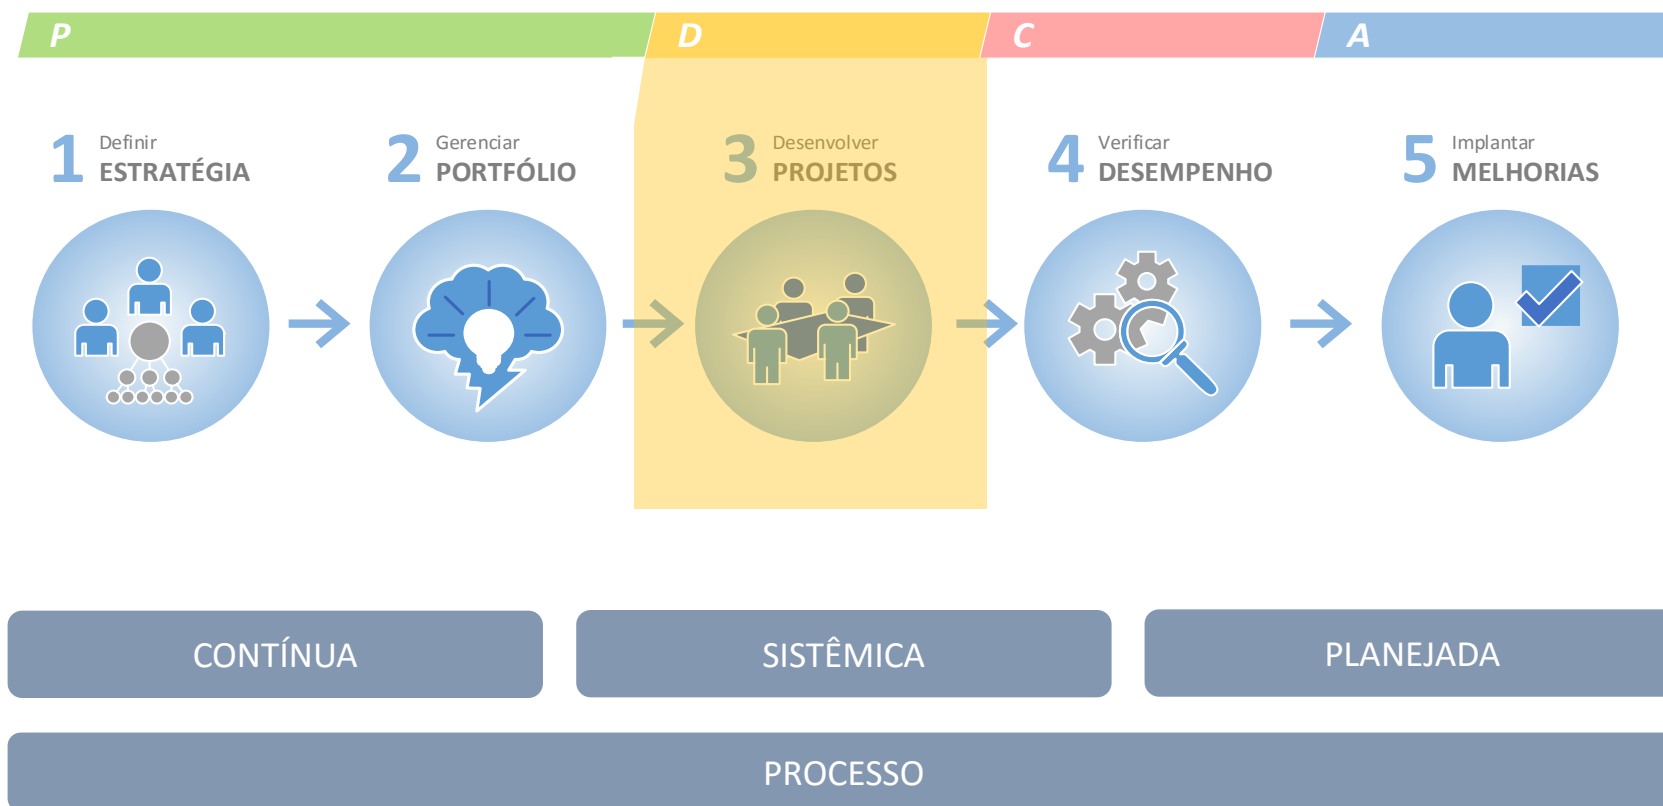 P D C A
1 Definir
ESTRATÉGIA
2 Gerenciar
PORTFÓLIO
3 Desenvolver
PROJETOS
4 Verificar
DESEMPENHO
5 Implantar
MELHORIAS
CONTÍNUA
SISTÊMICA
PLANEJADA
PROCESSO